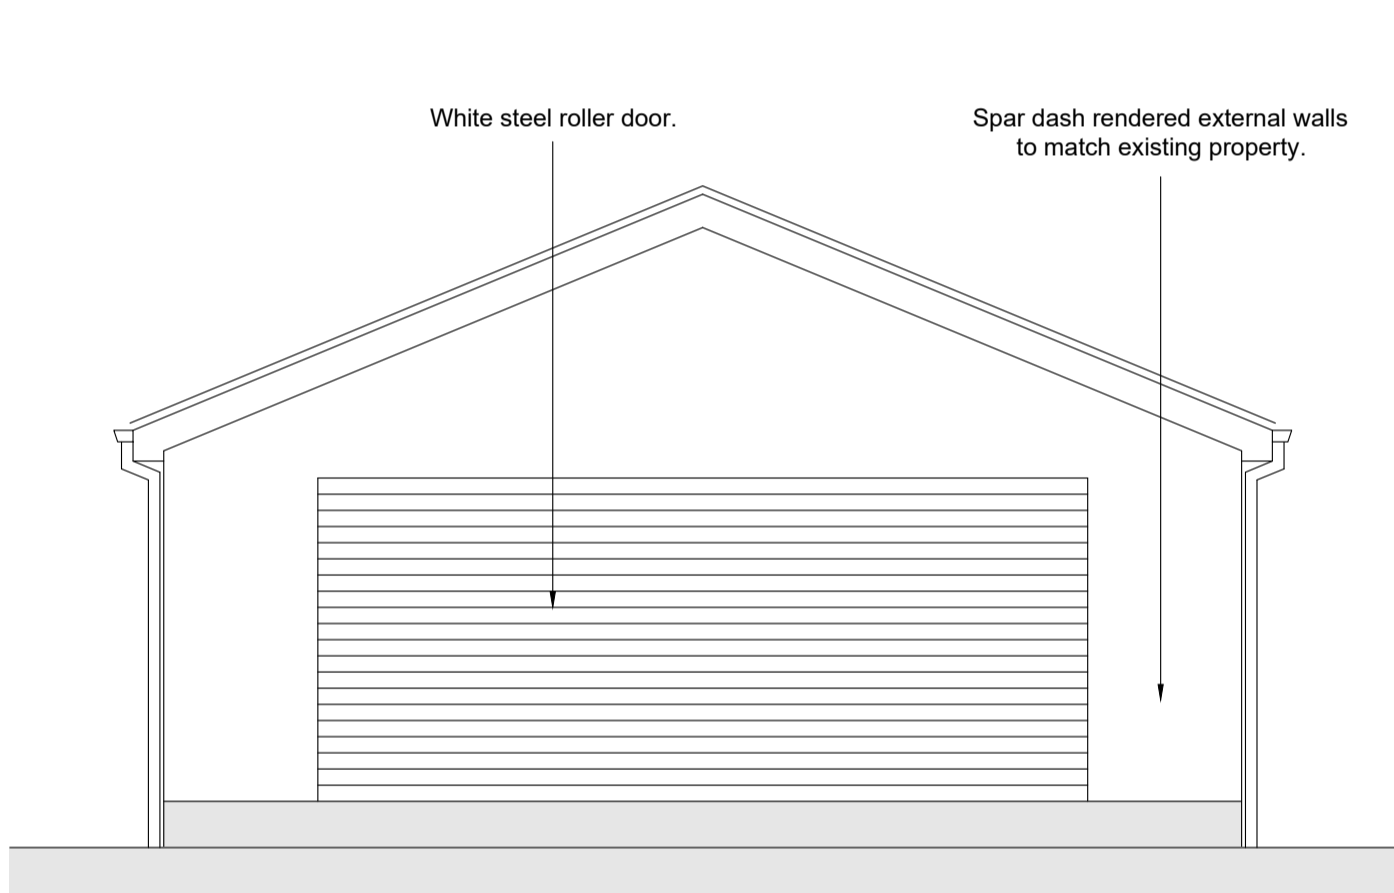 White steel roller door.
Spar dash rendered external walls
to match existing property.